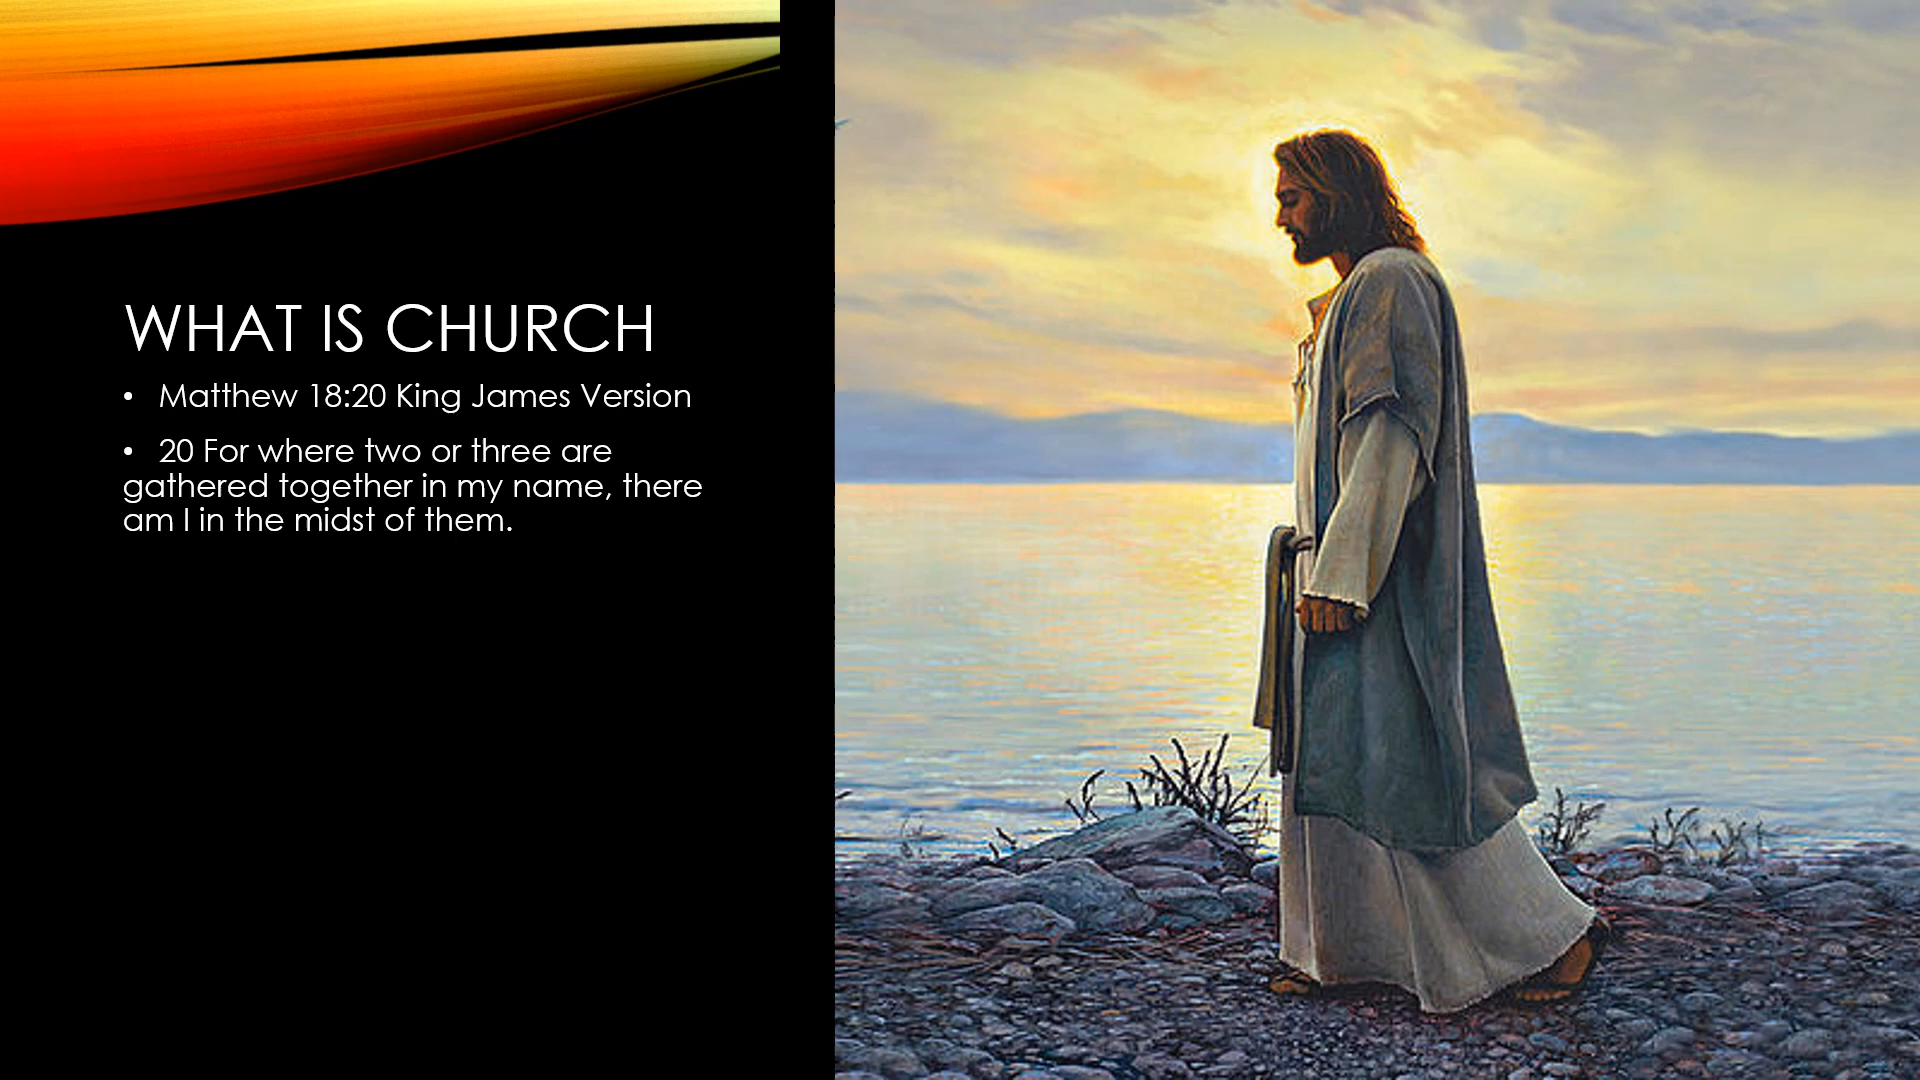 WHAT IS CHURCH
• Matthew 18:20 King James Version
• 20 For where two or three are
gathered together in my name, there
am I in the midst of them.